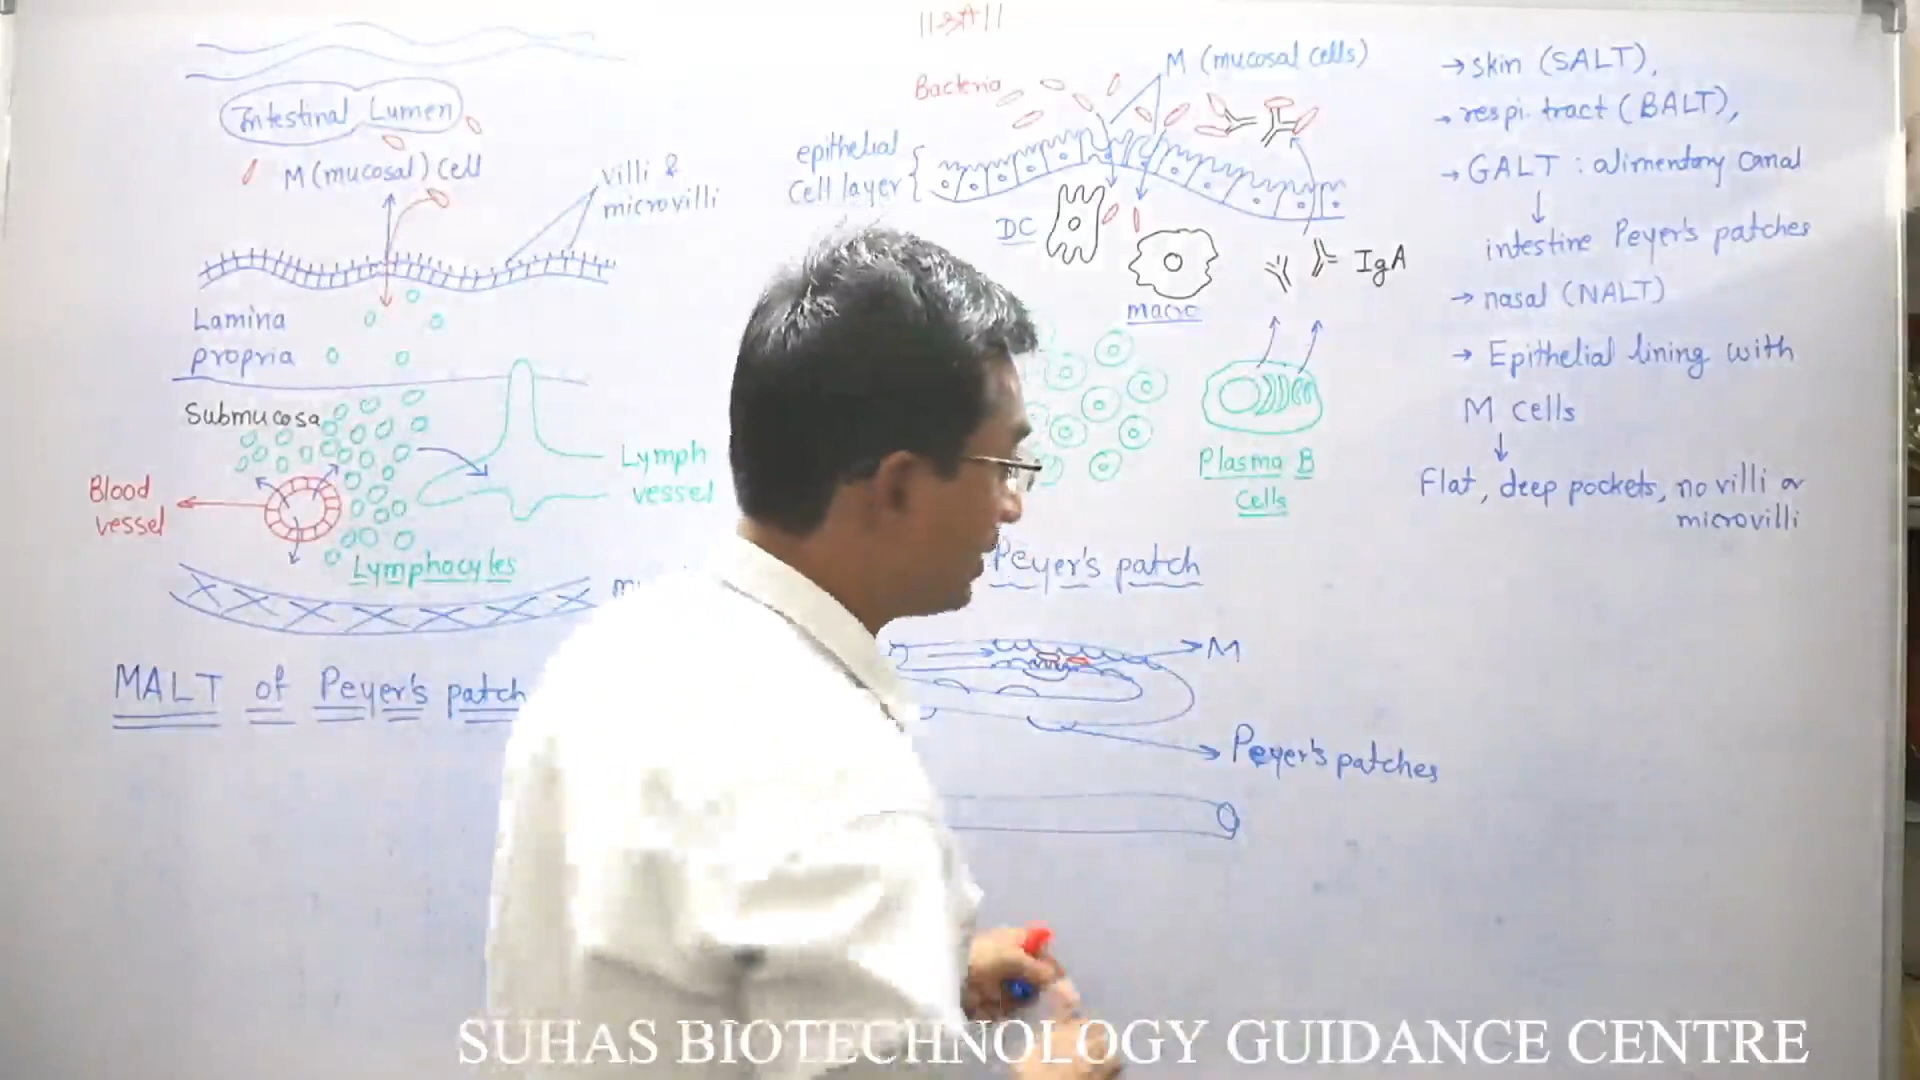 ||श्री||
Intestinal Lumen
M (mucosal) Cell
villi &
microvilli
Lamina
propria
Submucosa
Blood
vessel
Lymph
vessel
Lymphocytes
MALT of Peyer's patch
Bacteria
M (mucosal cells)
epithelial
Cell layer
DC
macro
IgA
Plasma B
Cells
Peyer's patch
M
Peyer's patches
→ skin (SALT),
→ respi. tract (BALT),
→ GALT : alimentary canal
↓
intestine Peyer's patches
→ nasal (NALT)
→ Epithelial lining with
M cells
↓
Flat, deep pockets, no villi or
microvilli
SUHAS BIOTECHNOLOGY GUIDANCE CENTRE